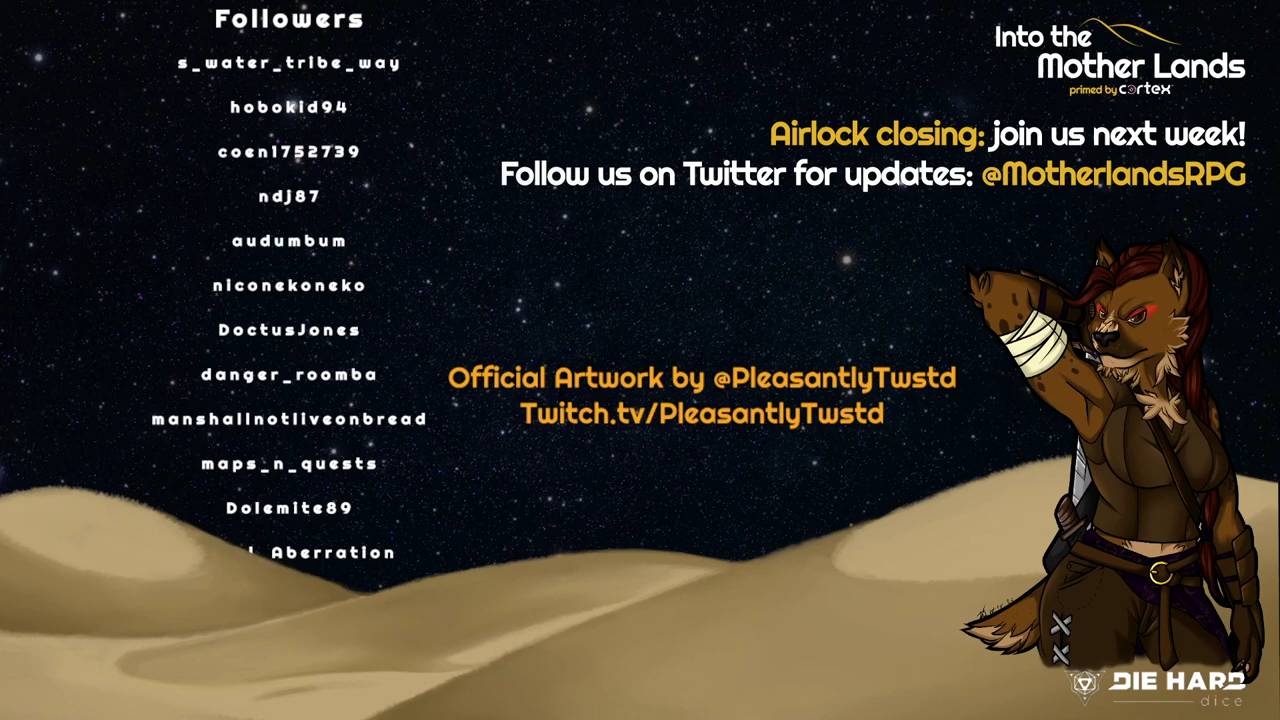 Followers
s_water_tribe_way
hobokid94
coen1752739
ndj87
audumbum
niconekoneko
DoctusJones
danger_roomba
manshallnotliveonbread
maps_n_quests
Dolemite89
Aberration
Into the
Mother Lands
primed by cortex
Airlock closing: join us next week!
Follow us on Twitter for updates: @MotherlandsRPG
Official Artwork by @PleasantlyTwstd
Twitch.tv/PleasantlyTwstd
DIE HARD
dice